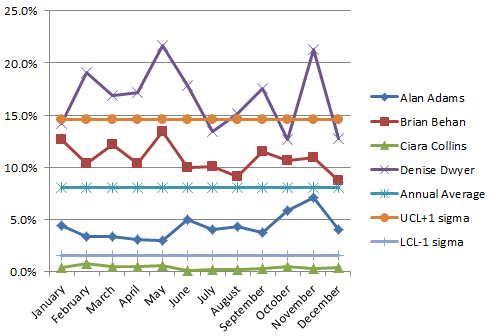 25.0%
20.0%
15.0%
10.0%
5.0%
0.0%
January
February
March
April
May
June
July
August
September
October
November
December
Alan Adams
Brian Behan
Ciara Collins
Denise Dwyer
Annual Average
UCL+1 sigma
LCL-1 sigma